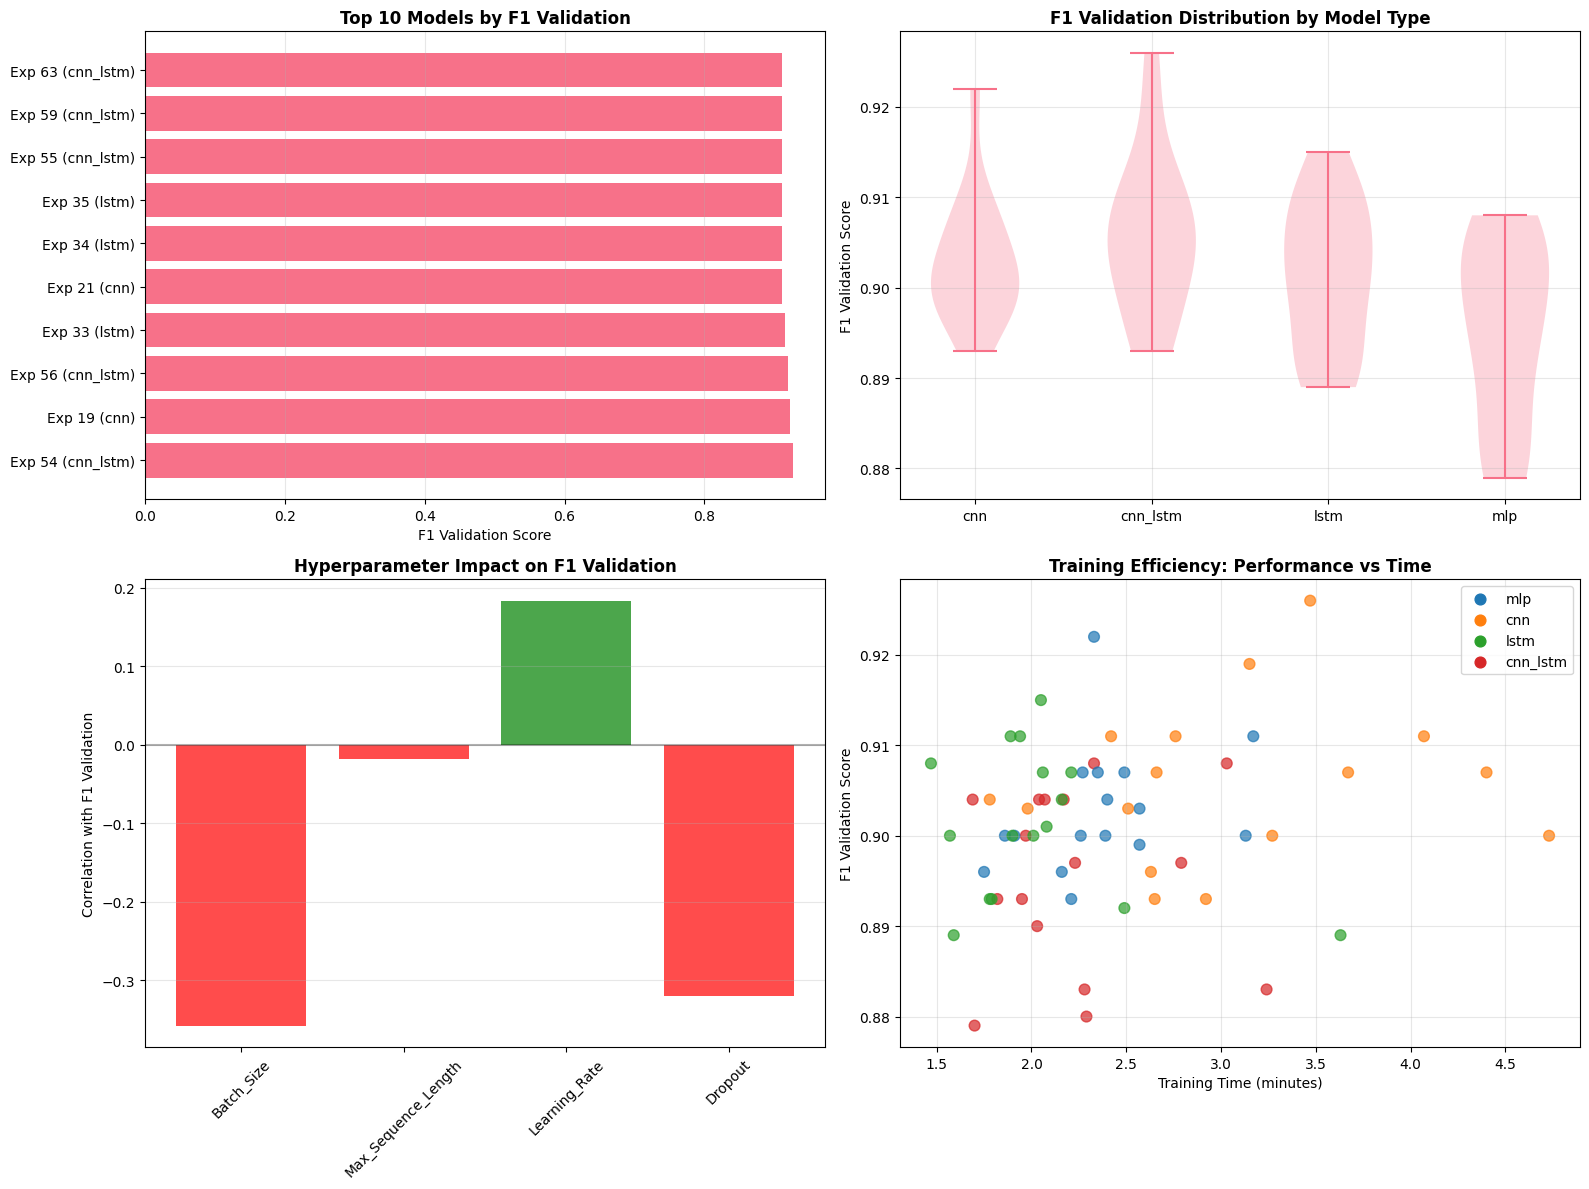 Top 10 Models by F1 Validation
Exp 63 (cnn_lstm)
Exp 59 (cnn_lstm)
Exp 55 (cnn_lstm)
Exp 35 (lstm)
Exp 34 (lstm)
Exp 21 (cnn)
Exp 33 (lstm)
Exp 56 (cnn_lstm)
Exp 19 (cnn)
Exp 54 (cnn_lstm)
0.0 0.2 0.4 0.6 0.8
F1 Validation Score
F1 Validation Distribution by Model Type
F1 Validation Score
0.92
0.91
0.90
0.89
0.88
cnn cnn_lstm lstm mlp
Hyperparameter Impact on F1 Validation
Correlation with F1 Validation
0.2
0.1
0.0
−0.1
−0.2
−0.3
Batch_Size
Max_Sequence_Length
Learning_Rate
Dropout
Training Efficiency: Performance vs Time
F1 Validation Score
0.92
0.91
0.90
0.89
0.88
mlp
cnn
lstm
cnn_lstm
1.5 2.0 2.5 3.0 3.5 4.0 4.5
Training Time (minutes)